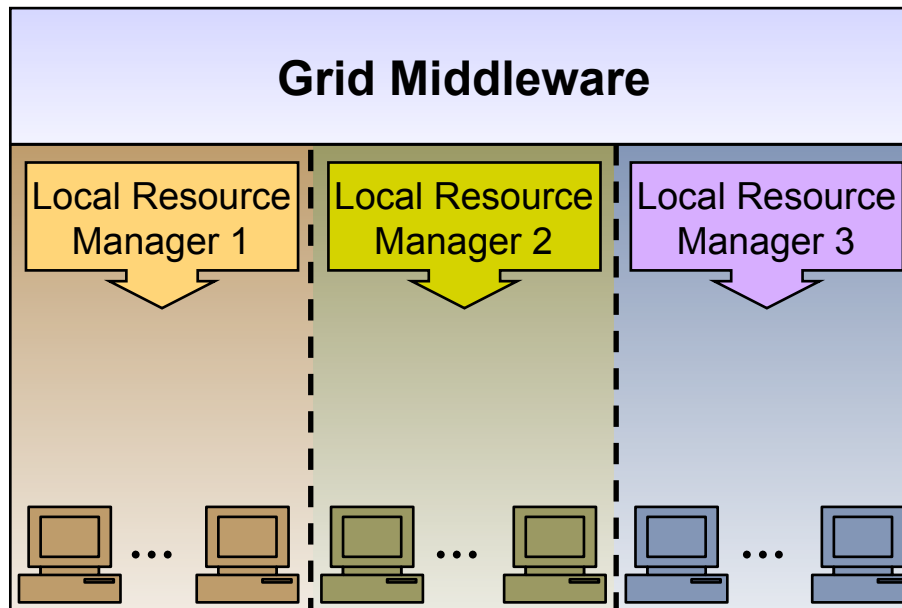 Grid Middleware
Local Resource
Manager 1
Local Resource
Manager 2
Local Resource
Manager 3
...
...
...